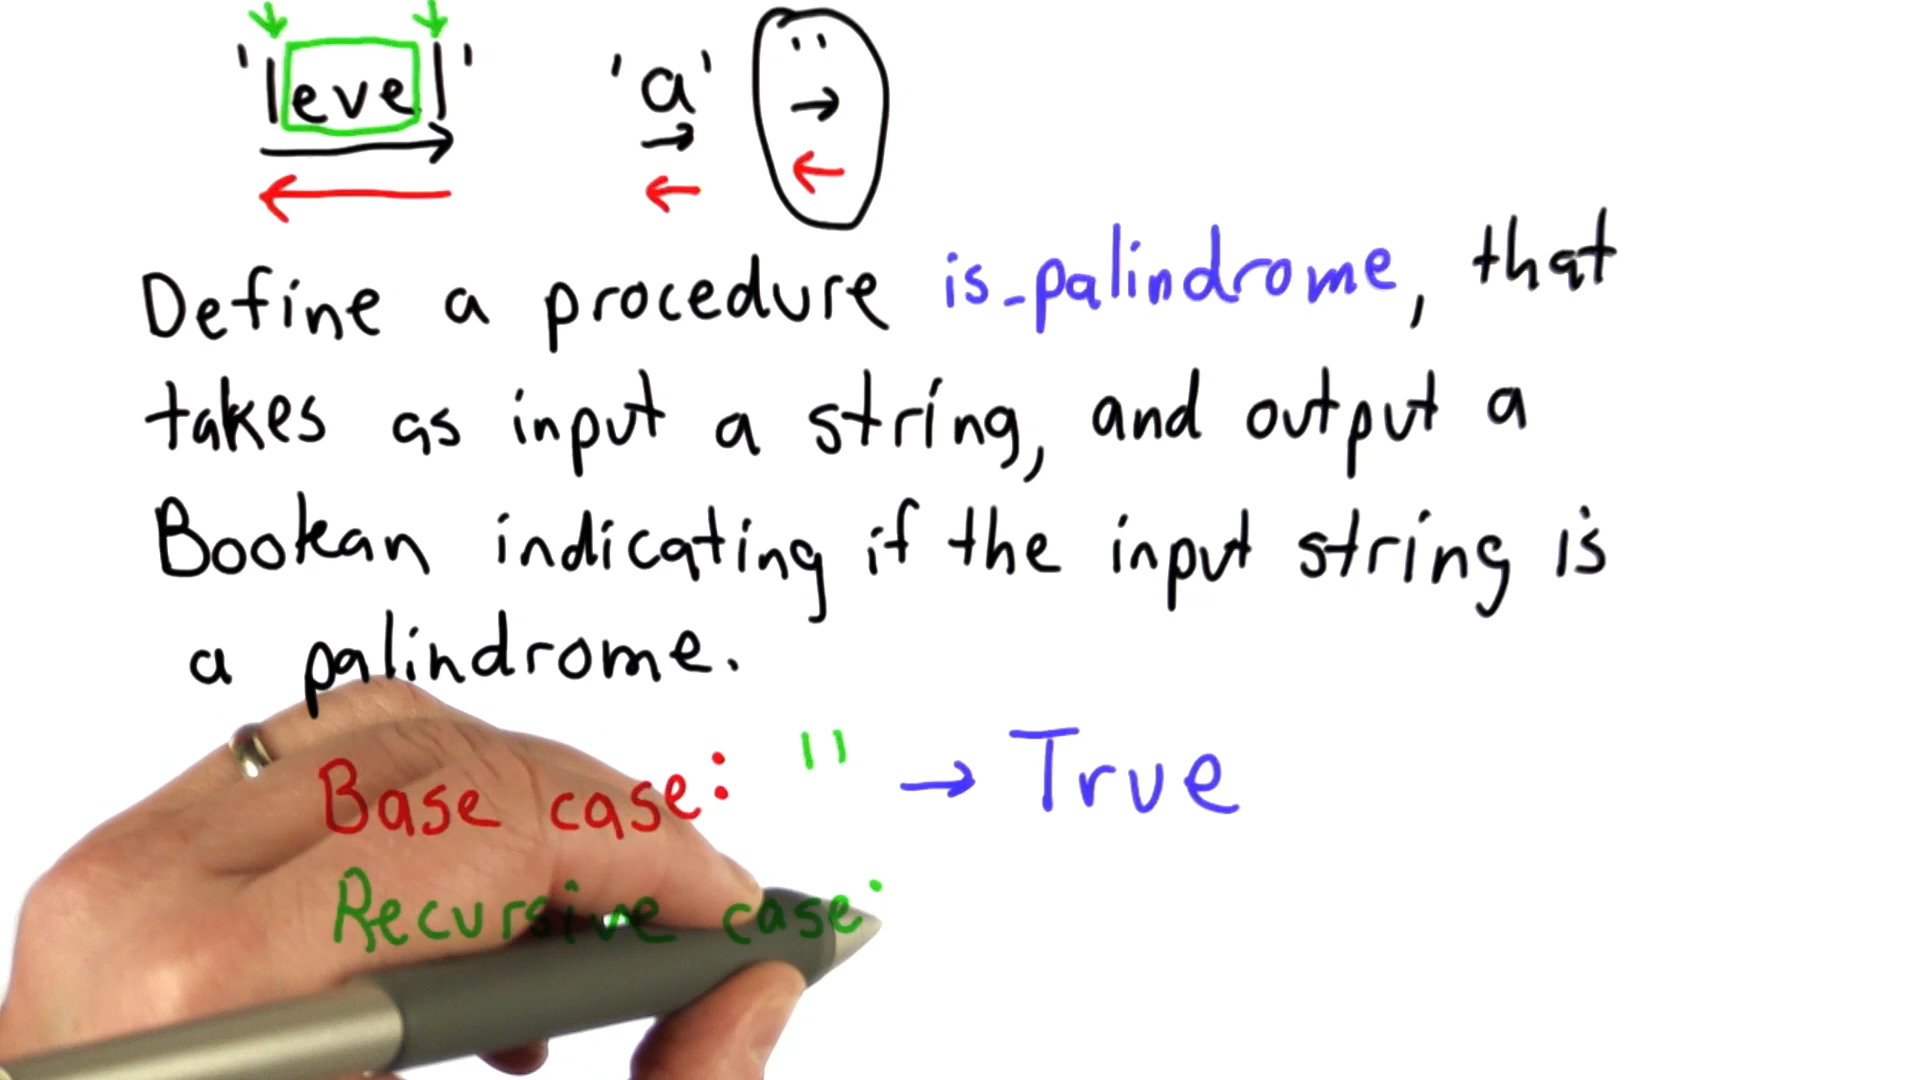 'level' 'a' ''
Define a procedure is_palindrome, that
takes as input a string, and output a
Boolean indicating if the input string is
a palindrome.
Base case: '' → True
Recursive case: